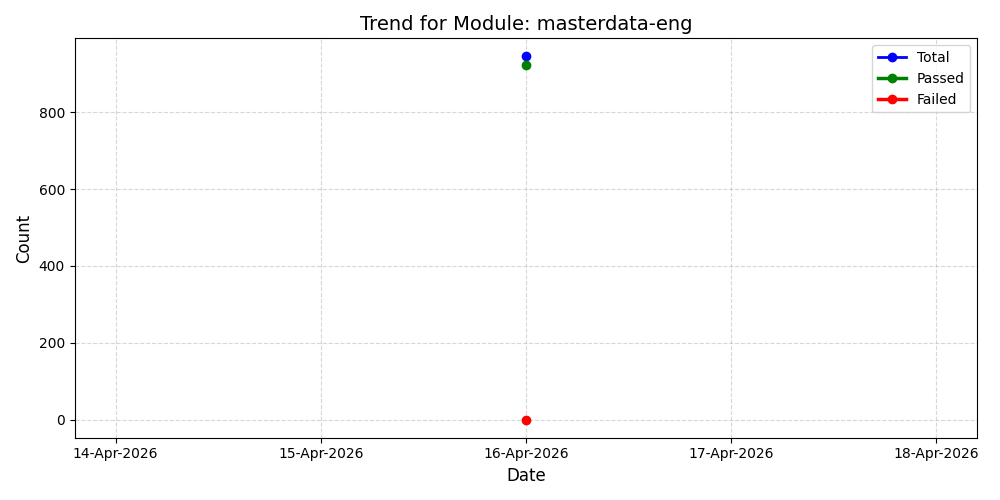 Trend for Module: masterdata-eng
Total
Passed
Failed
800
600
400
200
0
Count
14-Apr-2026
15-Apr-2026
16-Apr-2026
17-Apr-2026
18-Apr-2026
Date